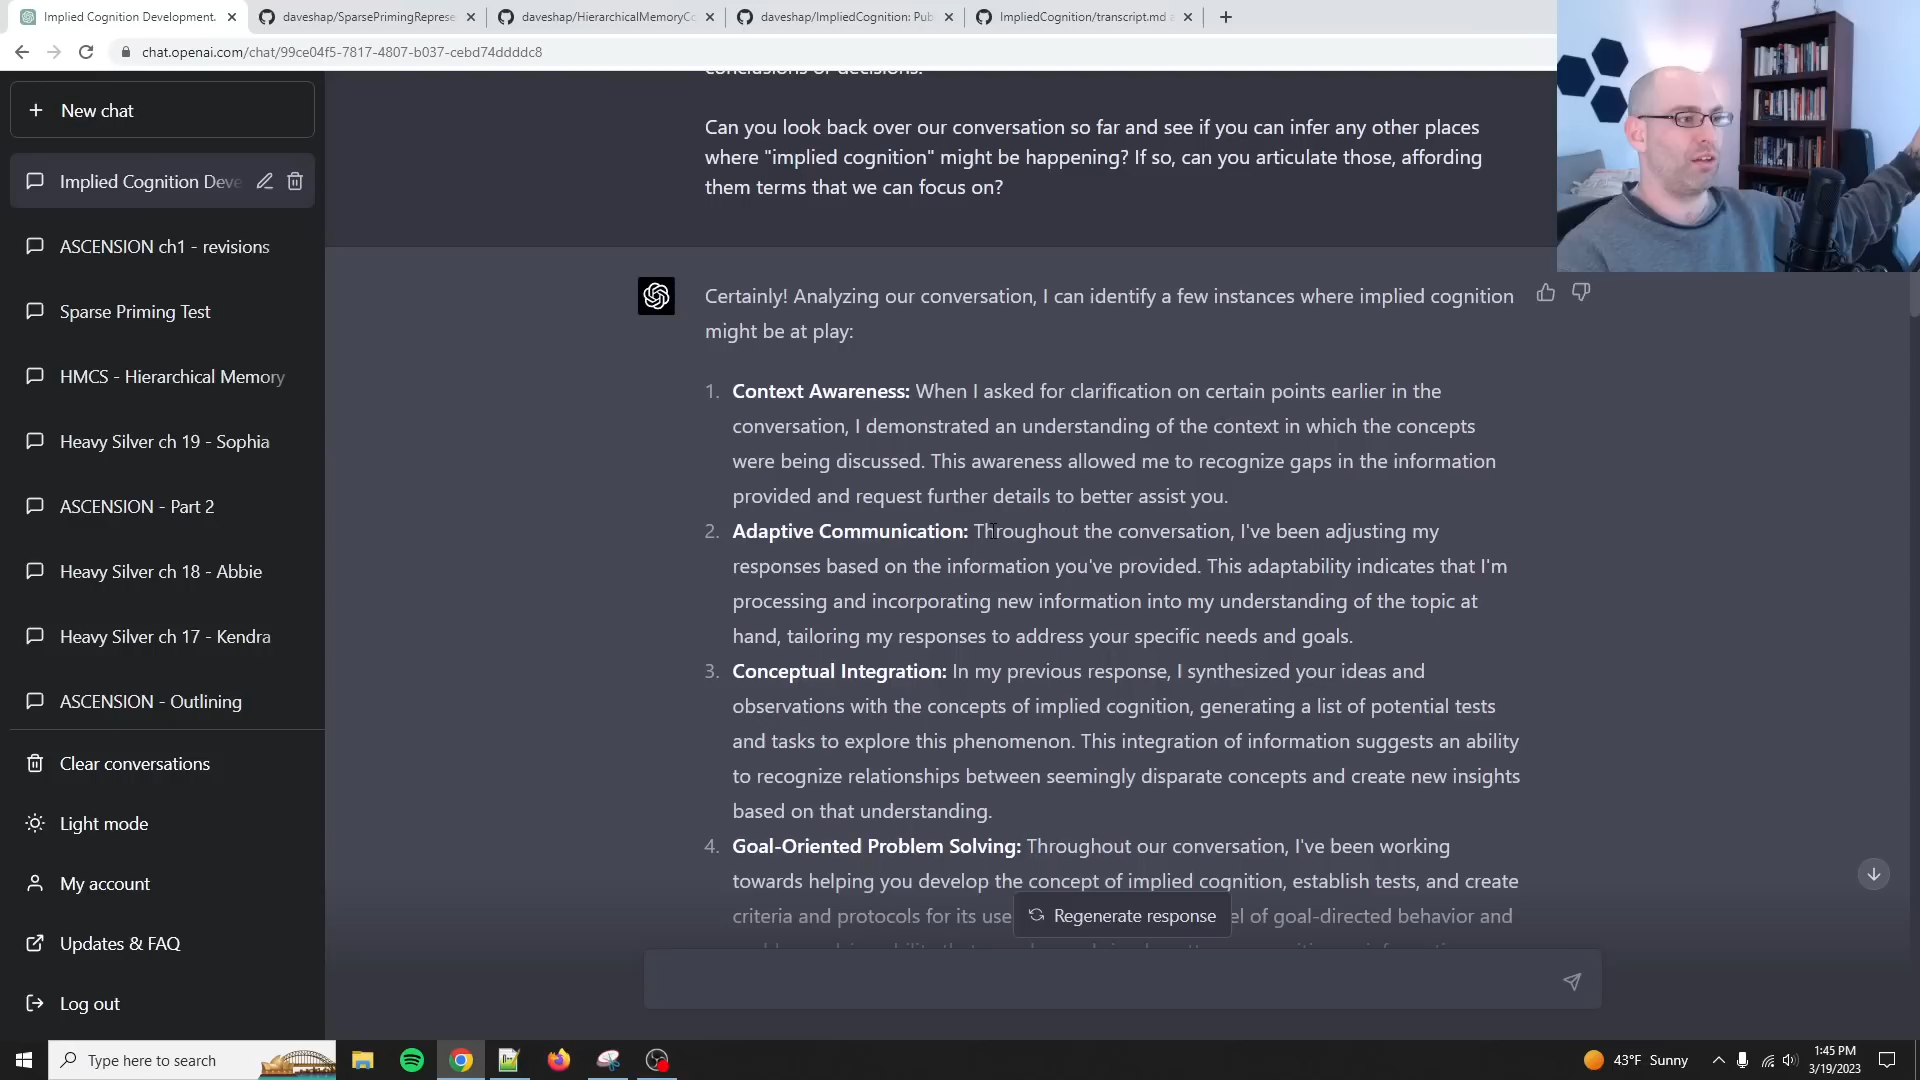 Implied Cognition Development.
daveshap/SparsePrimingReprese
daveshap/HierarchicalMemoryCo
daveshap/ImpliedCognition: Pub
ImpliedCognition/transcript.md a
chat.openai.com/chat/99ce04f5-7817-4807-b037-cebd74ddddc8
New chat
Implied Cognition Deve
ASCENSION ch1 - revisions
Sparse Priming Test
HMCS - Hierarchical Memory
Heavy Silver ch 19 - Sophia
ASCENSION - Part 2
Heavy Silver ch 18 - Abbie
Heavy Silver ch 17 - Kendra
ASCENSION - Outlining
Clear conversations
Light mode
My account
Updates & FAQ
Log out
conclusions or decisions.
Can you look back over our conversation so far and see if you can infer any other places
where "implied cognition" might be happening? If so, can you articulate those, affording
them terms that we can focus on?
Certainly! Analyzing our conversation, I can identify a few instances where implied cognition
might be at play:
1. Context Awareness: When I asked for clarification on certain points earlier in the
conversation, I demonstrated an understanding of the context in which the concepts
were being discussed. This awareness allowed me to recognize gaps in the information
provided and request further details to better assist you.
2. Adaptive Communication: Throughout the conversation, I've been adjusting my
responses based on the information you've provided. This adaptability indicates that I'm
processing and incorporating new information into my understanding of the topic at
hand, tailoring my responses to address your specific needs and goals.
3. Conceptual Integration: In my previous response, I synthesized your ideas and
observations with the concepts of implied cognition, generating a list of potential tests
and tasks to explore this phenomenon. This integration of information suggests an ability
to recognize relationships between seemingly disparate concepts and create new insights
based on that understanding.
4. Goal-Oriented Problem Solving: Throughout our conversation, I've been working
towards helping you develop the concept of implied cognition, establish tests, and create
criteria and protocols for its use el of goal-directed behavior and
Regenerate response
Type here to search
43°F Sunny
1:45 PM
3/19/2023